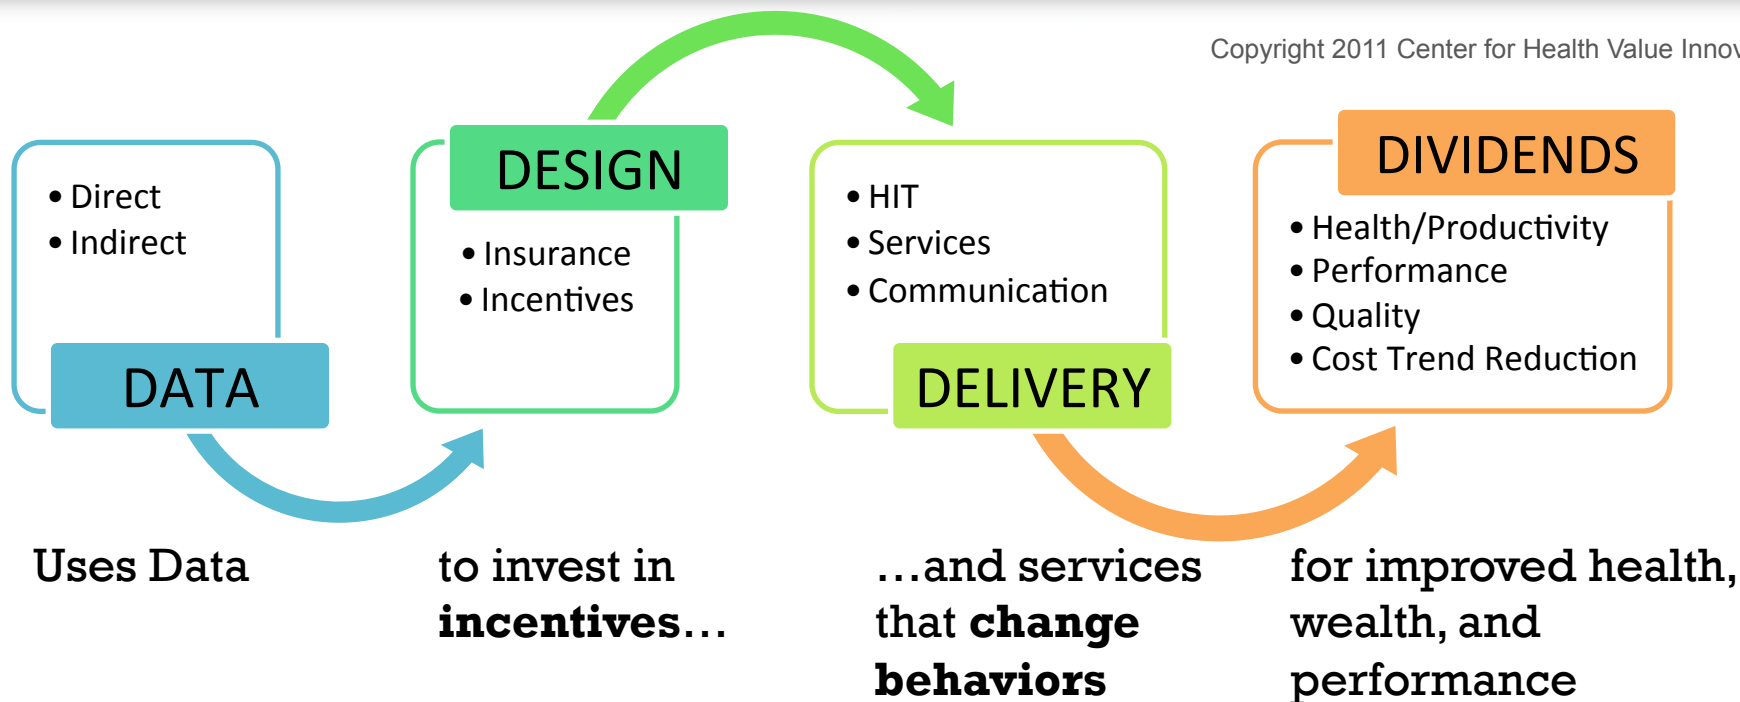 Copyright 2011 Center for Health Value
• Direct
• Indirect
DATA
DESIGN
• Insurance
• Incentives
• HIT
• Services
• Communication
DELIVERY
DIVIDENDS
• Health/Productivity
• Performance
• Quality
• Cost Trend Reduction
Uses Data
to invest in
incentives…
…and services
that change
behaviors
for improved health,
wealth, and
performance